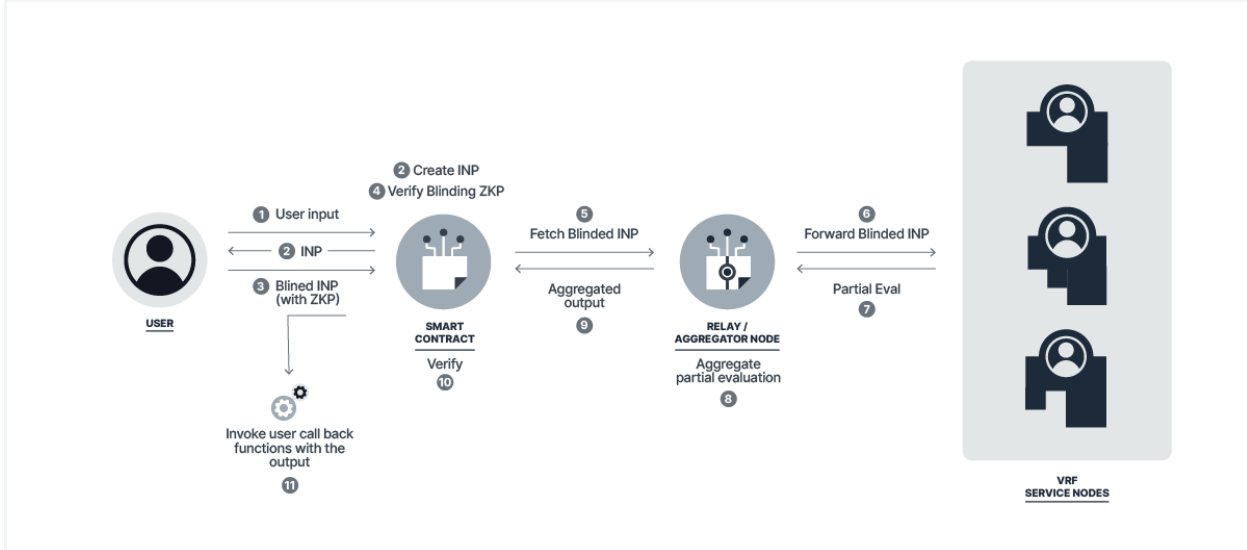 2 Create INP
4 Verify Blinding ZKP
1 User input
2 INP
3 Blined INP
(with ZKP)
USER
SMART
CONTRACT
Verify
10
5
Fetch Blinded INP
Aggregated
output
9
RELAY /
AGGREGATOR NODE
Aggregate
partial evaluation
8
6
Forward Blinded INP
Partial Eval
7
Invoke user call back
functions with the
output
11
VRF
SERVICE NODES